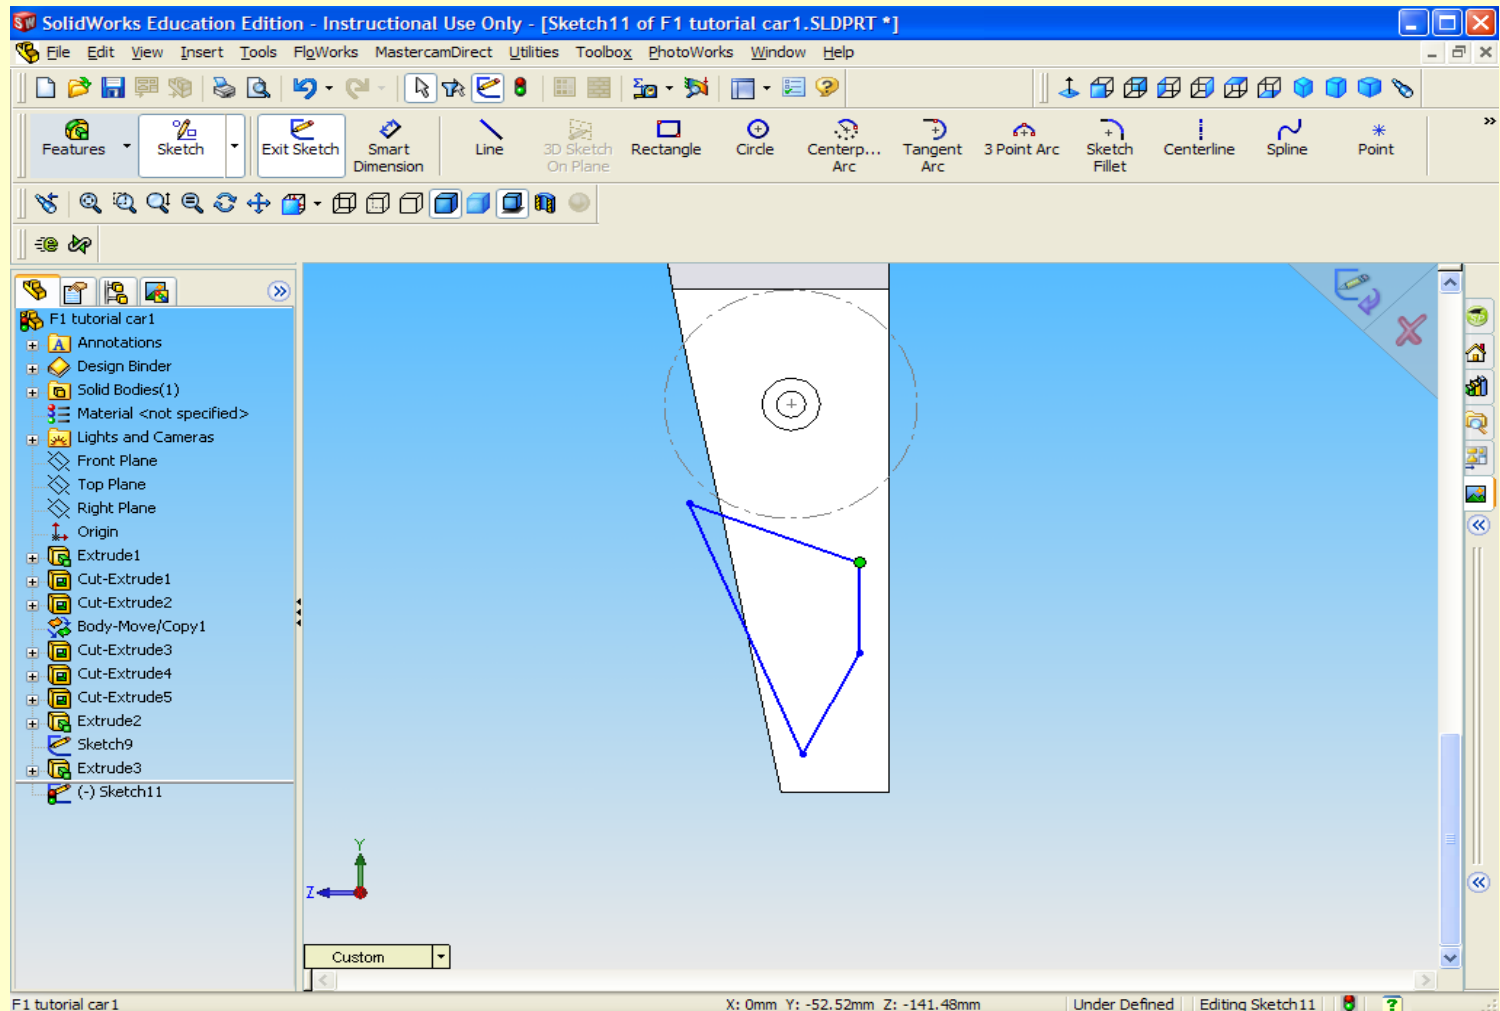 SolidWorks Education Edition - Instructional Use Only - [Sketch11 of F1 tutorial car1.SLDPRT *]
File Edit View Insert Tools FloWorks MastercamDirect Utilities Toolbox PhotoWorks Window Help
Features Sketch Exit Sketch Smart Dimension Line 3D Sketch On Plane Rectangle Circle Centerp... Arc Tangent Arc 3 Point Arc Sketch Fillet Centerline Spline Point
F1 tutorial car1
Annotations
Design Binder
Solid Bodies(1)
Material <not specified>
Lights and Cameras
Front Plane
Top Plane
Right Plane
Origin
Extrude1
Cut-Extrude1
Cut-Extrude2
Body-Move/Copy1
Cut-Extrude3
Cut-Extrude4
Cut-Extrude5
Extrude2
Sketch9
Extrude3
(-) Sketch11
Y
Z
Custom
F1 tutorial car1 X: 0mm Y: -52.52mm Z: -141.48mm Under Defined Editing Sketch11